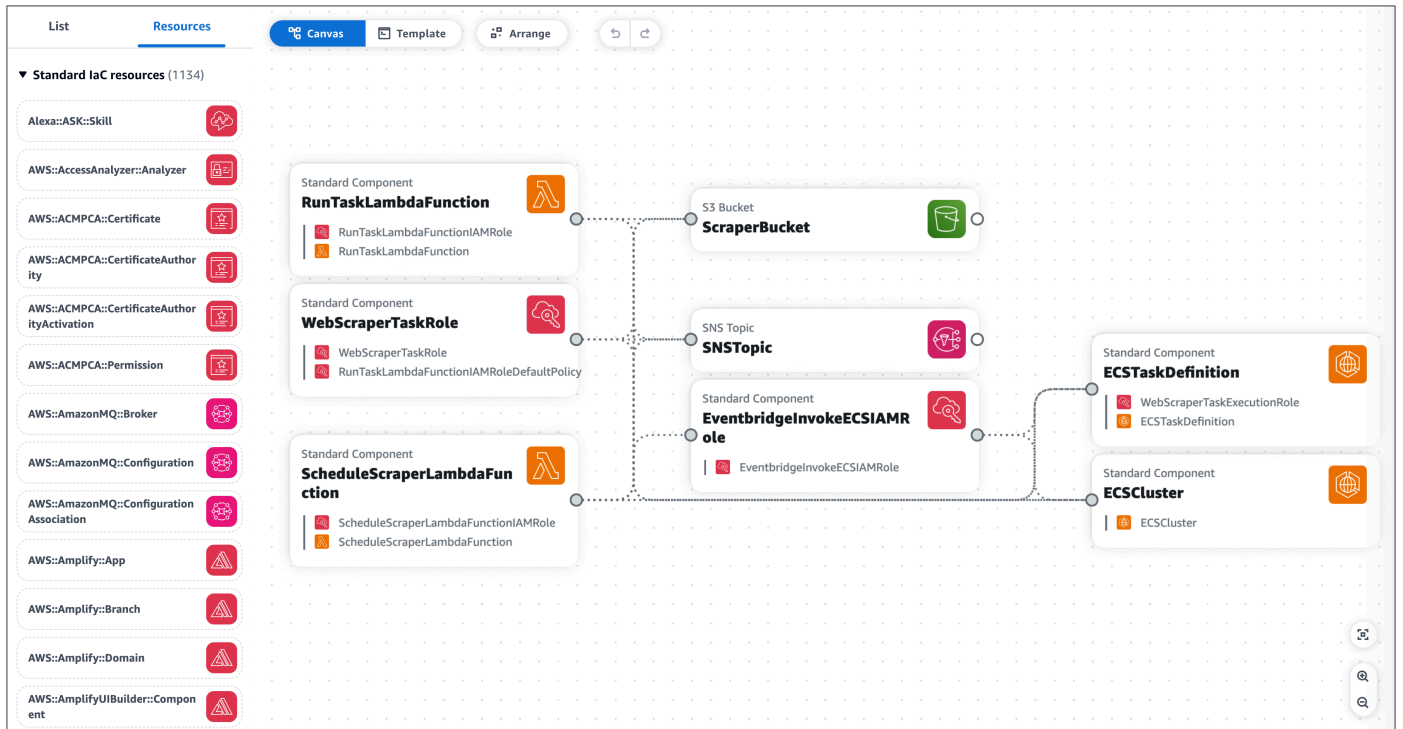 List
Resources
Canvas
Template
Arrange
Standard IaC resources (1134)
Alexa::ASK::Skill
AWS::AccessAnalyzer::Analyzer
AWS::ACMPCA::Certificate
AWS::ACMPCA::CertificateAuthor
ity
AWS::ACMPCA::CertificateAuthor
ityActivation
AWS::ACMPCA::Permission
AWS::AmazonMQ::Broker
AWS::AmazonMQ::Configuration
AWS::AmazonMQ::Configuration
Association
AWS::Amplify::App
AWS::Amplify::Branch
AWS::Amplify::Domain
AWS::AmplifyUIBuilder::Compon
ent
Standard Component
RunTaskLambdaFunction
RunTaskLambdaFunctionIAMRole
RunTaskLambdaFunction
Standard Component
WebScraperTaskRole
WebScraperTaskRole
RunTaskLambdaFunctionIAMRoleDefaultPolicy
Standard Component
ScheduleScraperLambdaFun
ction
ScheduleScraperLambdaFunctionIAMRole
ScheduleScraperLambdaFunction
S3 Bucket
ScraperBucket
SNS Topic
SNSTopic
Standard Component
EventbridgeInvokeECSIAMR
ole
EventbridgeInvokeECSIAMRole
Standard Component
ECSTaskDefinition
WebScraperTaskExecutionRole
ECSTaskDefinition
Standard Component
ECSCluster
ECSCluster